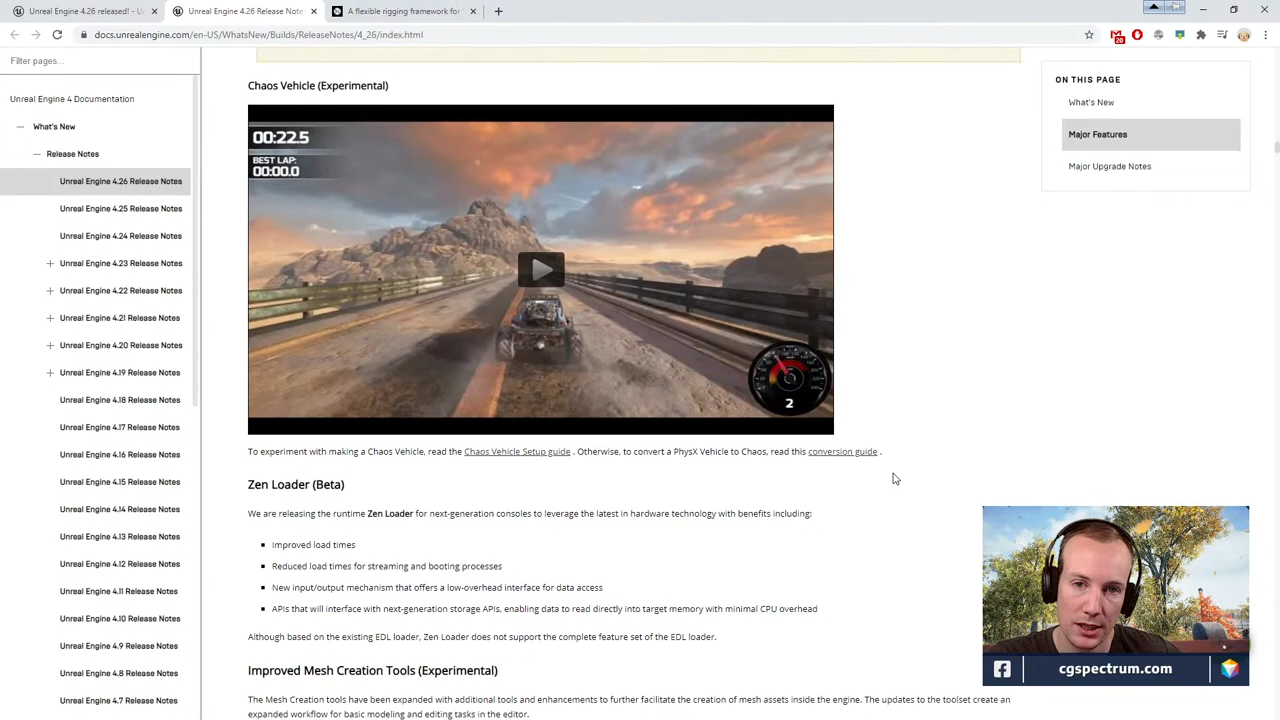 Unreal Engine 4.26 released! -
Unreal Engine 4.26 Release Notes
A flexible rigging framework for
docs.unrealengine.com/en-US/WhatsNew/Builds/ReleaseNotes/4_26/index.html
20
Filter pages...
Unreal Engine 4 Documentation
What's New
Release Notes
Unreal Engine 4.26 Release Notes
Unreal Engine 4.25 Release Notes
Unreal Engine 4.24 Release Notes
Unreal Engine 4.23 Release Notes
Unreal Engine 4.22 Release Notes
Unreal Engine 4.21 Release Notes
Unreal Engine 4.20 Release Notes
Unreal Engine 4.19 Release Notes
Unreal Engine 4.18 Release Notes
Unreal Engine 4.17 Release Notes
Unreal Engine 4.16 Release Notes
Unreal Engine 4.15 Release Notes
Unreal Engine 4.14 Release Notes
Unreal Engine 4.13 Release Notes
Unreal Engine 4.12 Release Notes
Unreal Engine 4.11 Release Notes
Unreal Engine 4.10 Release Notes
Unreal Engine 4.9 Release Notes
Unreal Engine 4.8 Release Notes
Unreal Engine 4.7 Release Notes
Chaos Vehicle (Experimental)
00:22.5
BEST LAP:
00:00.0
2
To experiment with making a Chaos Vehicle, read the Chaos Vehicle Setup guide . Otherwise, to convert a PhysX Vehicle to Chaos, read this conversion guide .
Zen Loader (Beta)
We are releasing the runtime Zen Loader for next-generation consoles to leverage the latest in hardware technology with benefits including:
Improved load times
Reduced load times for streaming and booting processes
New input/output mechanism that offers a low-overhead interface for data access
APIs that will interface with next-generation storage APIs, enabling data to read directly into target memory with minimal CPU overhead
Although based on the existing EDL loader, Zen Loader does not support the complete feature set of the EDL loader.
Improved Mesh Creation Tools (Experimental)
The Mesh Creation tools have been expanded with additional tools and enhancements to further facilitate the creation of mesh assets inside the engine. The updates to the toolset create an
expanded workflow for basic modeling and editing tasks in the editor.
ON THIS PAGE
What's New
Major Features
Major Upgrade Notes
cgspectrum.com